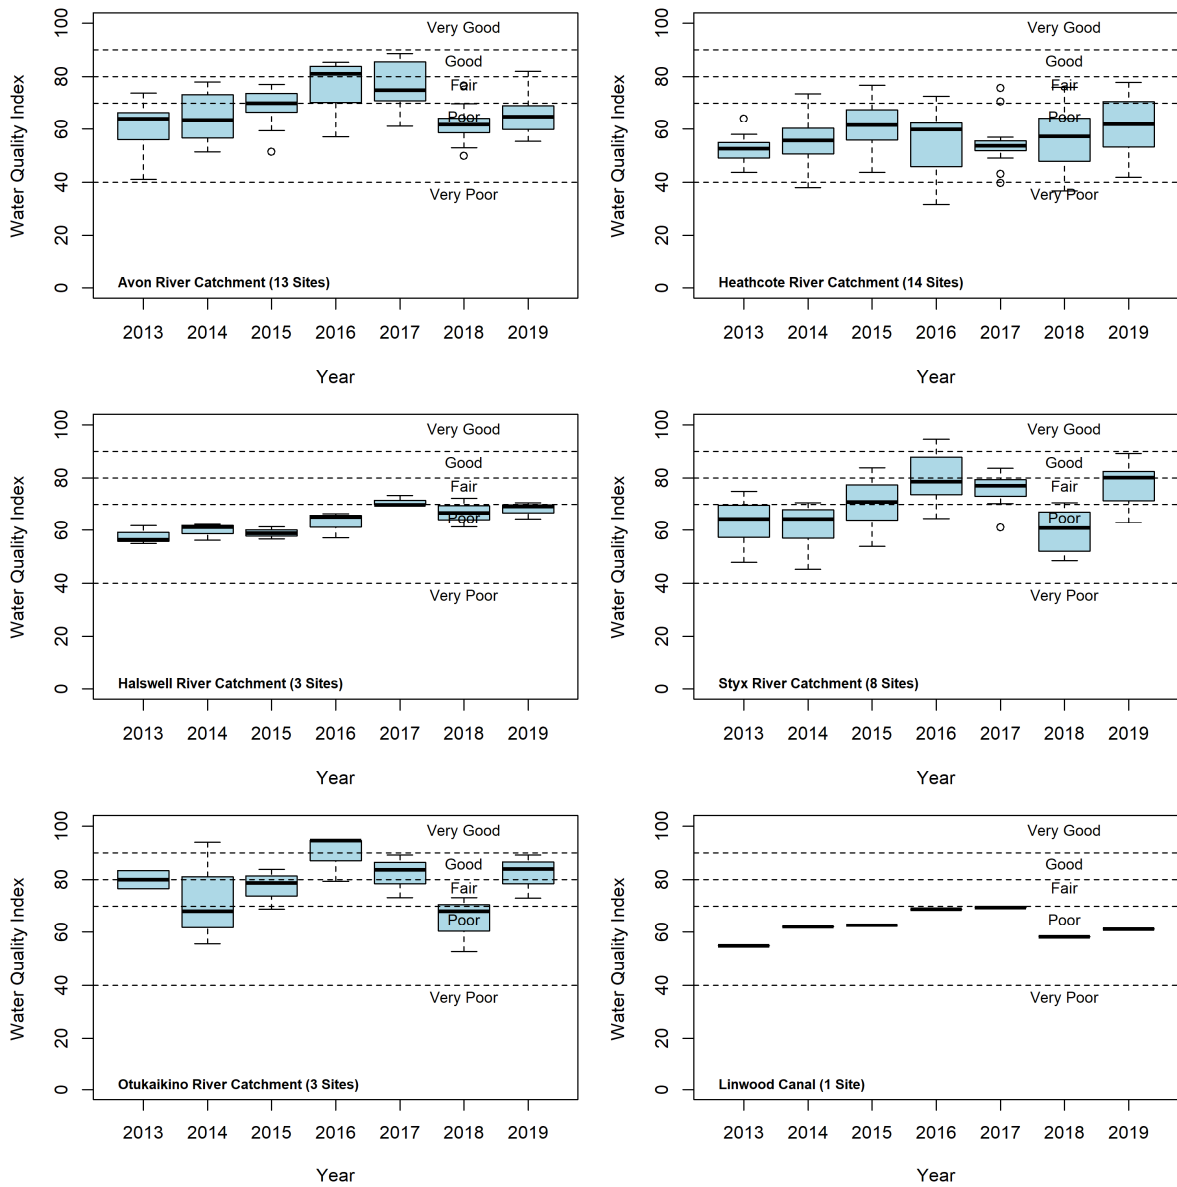 Water Quality Index
100
80
60
40
20
0
Very Good
Good
Fair
Poor
Very Poor
Avon River Catchment (13 Sites)
2013 2014 2015 2016 2017 2018 2019
Year
Water Quality Index
100
80
60
40
20
0
Very Good
Good
Fair
Poor
Very Poor
Heathcote River Catchment (14 Sites)
2013 2014 2015 2016 2017 2018 2019
Year
Water Quality Index
100
80
60
40
20
0
Very Good
Good
Fair
Poor
Very Poor
Halswell River Catchment (3 Sites)
2013 2014 2015 2016 2017 2018 2019
Year
Water Quality Index
100
80
60
40
20
0
Very Good
Good
Fair
Poor
Very Poor
Styx River Catchment (8 Sites)
2013 2014 2015 2016 2017 2018 2019
Year
Water Quality Index
100
80
60
40
20
0
Very Good
Good
Fair
Poor
Very Poor
Otukaikino River Catchment (3 Sites)
2013 2014 2015 2016 2017 2018 2019
Year
Water Quality Index
100
80
60
40
20
0
Very Good
Good
Fair
Poor
Very Poor
Linwood Canal (1 Site)
2013 2014 2015 2016 2017 2018 2019
Year